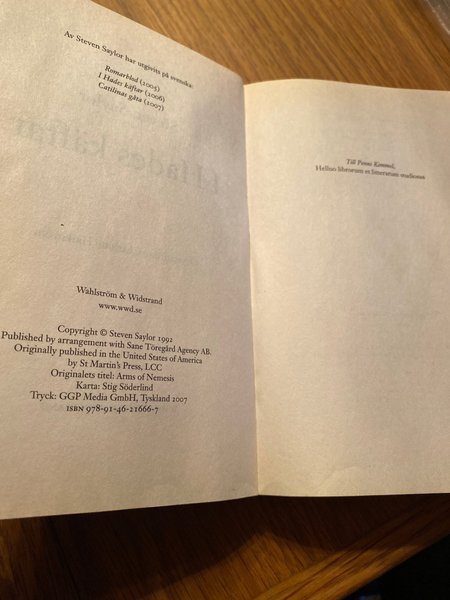 Av Steven Saylor har utgivits på svenska:
Romarblod (2005)
I Hades käftar (2006)
Catilinas gåta (2007)
Wahlström & Widstrand
www.wwd.se
Copyright © Steven Saylor 1992
Published by arrangement with Sane Töregård Agency AB.
Originally published in the United States of America
by St Martin's Press, LCC
Originalets titel: Arms of Nemesis
Karta: Stig Söderlind
Tryck: GGP Media GmbH, Tyskland 2007
ISBN 978-91-46-21666-7
Till Penni Kimmel,
Helluo librorum et litterarum studiosus